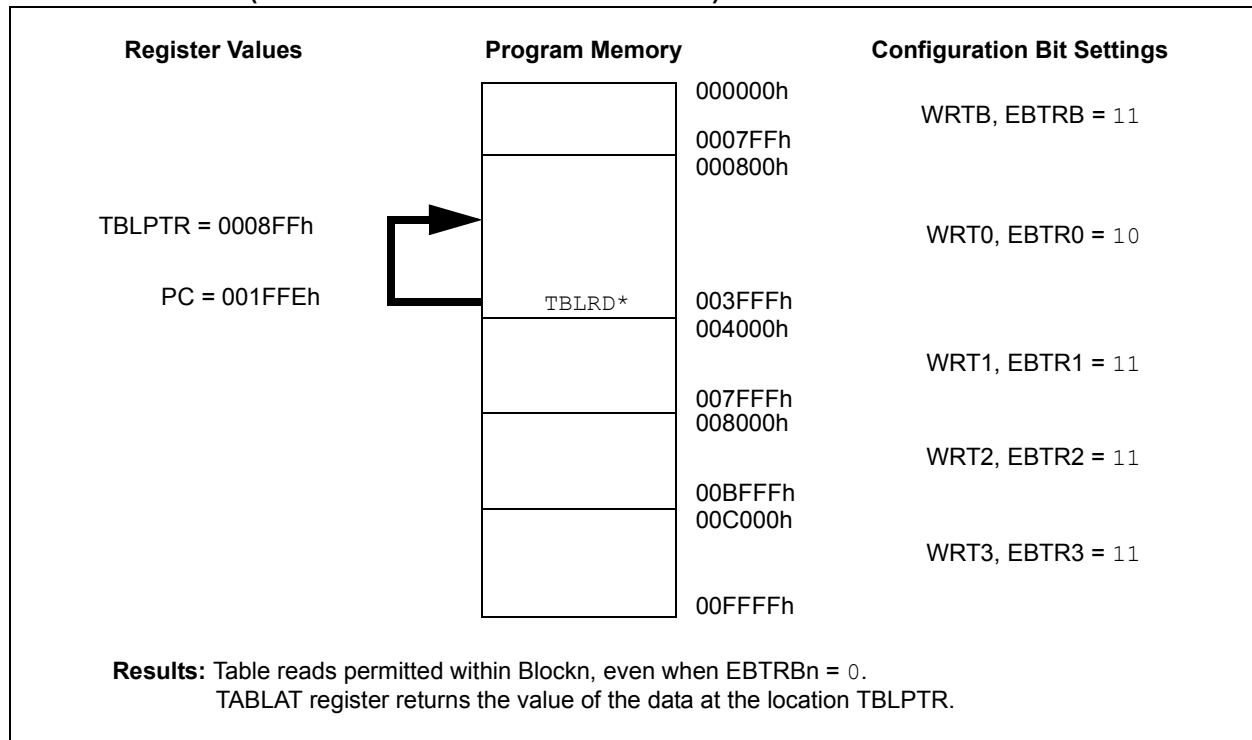 Register Values Program Memory Configuration Bit Settings
000000h
WRTB, EBTRB = 11
0007FFh
000800h
TBLPTR = 0008FFh
WRT0, EBTR0 = 10
PC = 001FFEh
TBLRD*
003FFFh
004000h
WRT1, EBTR1 = 11
007FFFh
008000h
WRT2, EBTR2 = 11
00BFFFh
00C000h
WRT3, EBTR3 = 11
00FFFFh
Results: Table reads permitted within Blockn, even when EBTRBn = 0.
TABLAT register returns the value of the data at the location TBLPTR.